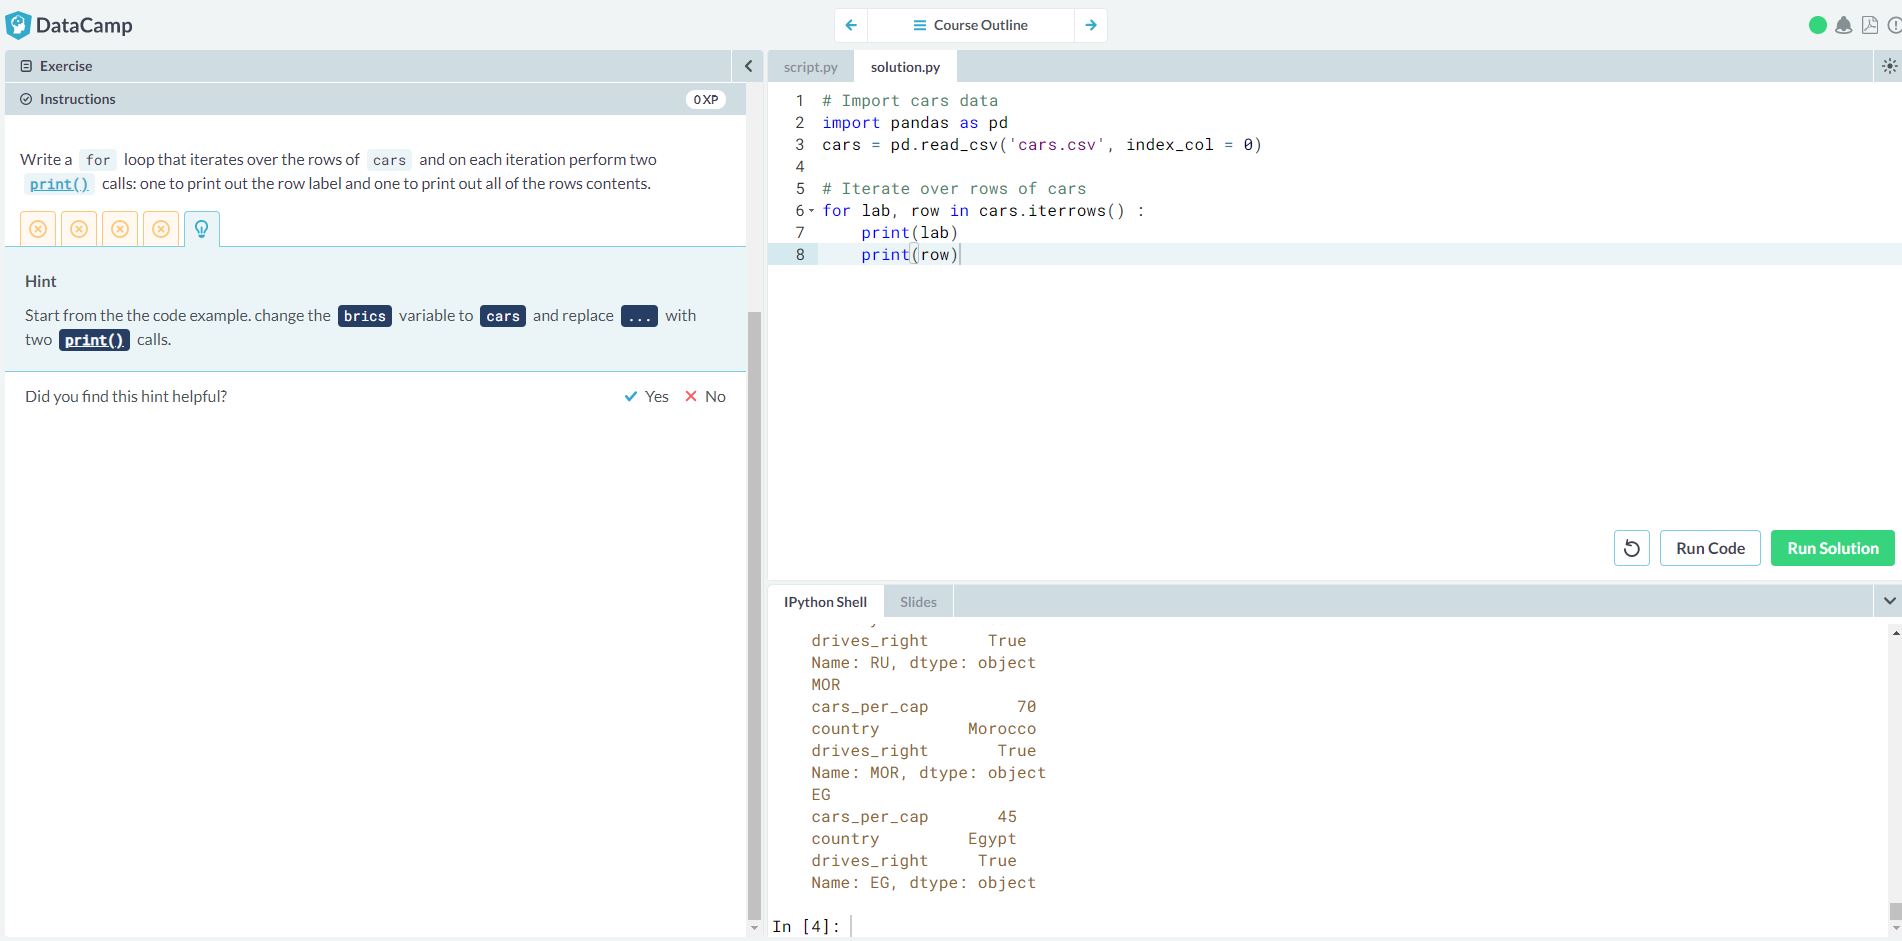 DataCamp
Course Outline
Exercise
Instructions
0 XP
Write a for loop that iterates over the rows of cars and on each iteration perform two
print() calls: one to print out the row label and one to print out all of the rows contents.
Hint
Start from the the code example. change the brics variable to cars and replace ... with
two print() calls.
Did you find this hint helpful?
Yes
No
script.py
solution.py
1 # Import cars data
2 import pandas as pd
3 cars = pd.read_csv('cars.csv', index_col = 0)
4
5 # Iterate over rows of cars
6 for lab, row in cars.iterrows() :
7     print(lab)
8     print(row)
Run Code
Run Solution
IPython Shell
Slides
drives_right      True
Name: RU, dtype: object
MOR
cars_per_cap         70
country         Morocco
drives_right       True
Name: MOR, dtype: object
EG
cars_per_cap       45
country         Egypt
drives_right     True
Name: EG, dtype: object
In [4]: